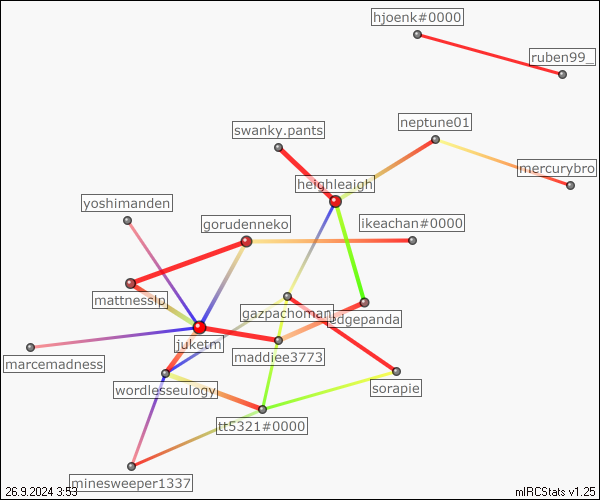 hjoenk#0000
ruben99_
neptune01
swanky.pants
mercurybro
heighleaigh
yoshimanden
gorudenneko
ikeachan#0000
mattnesslp
gazpachoman
juketm
maddiee3773
marcemadness
wordlesseulogy
sorapie
tt5321#0000
minesweeper1337
26.9.2024 3:53
mIRCStats v1.25